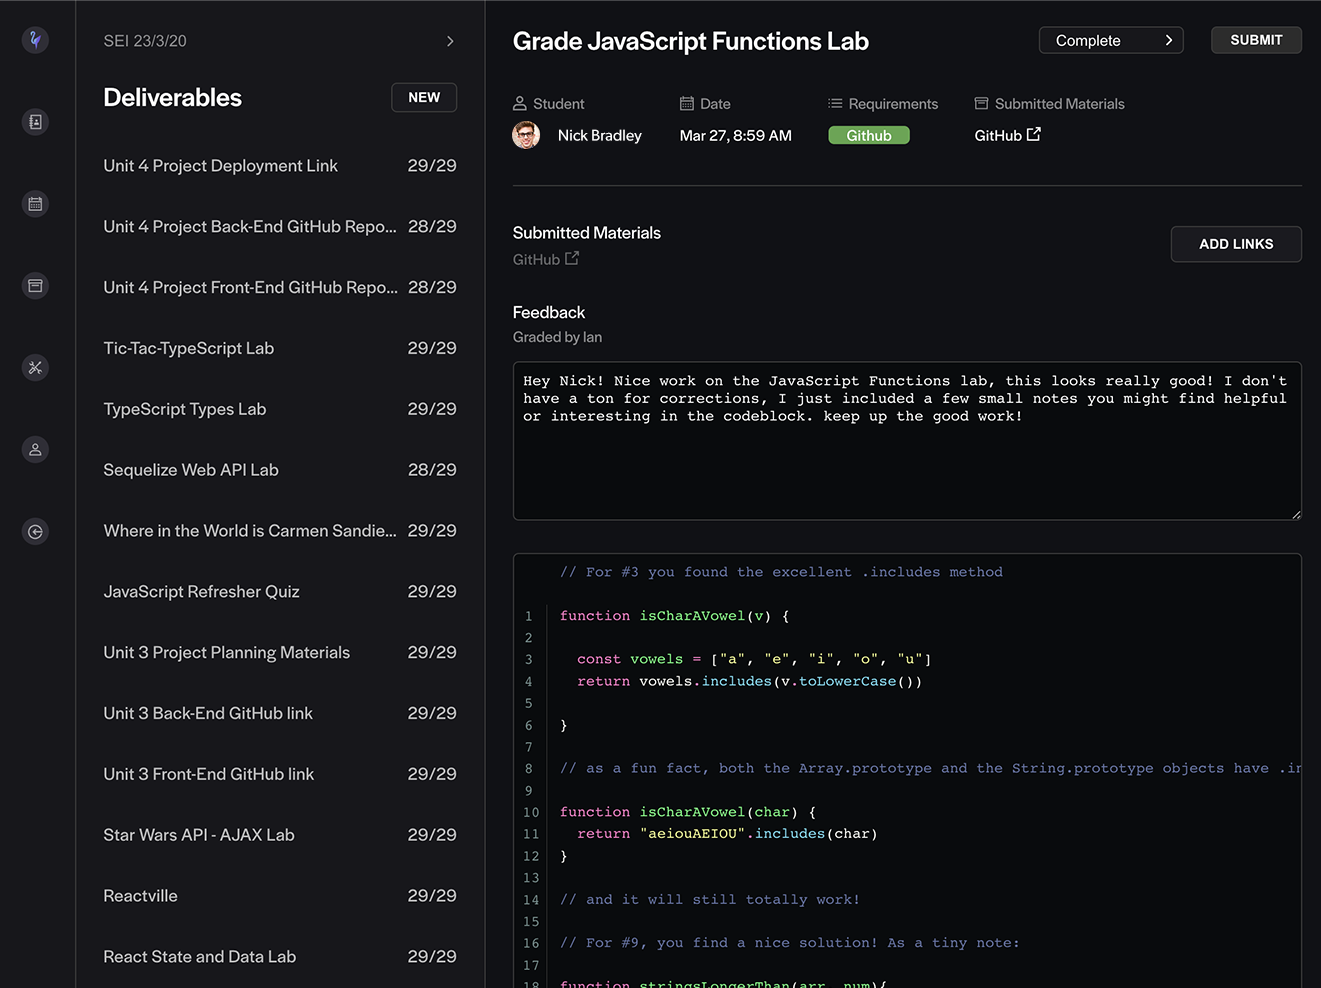 SEI 23/3/20
Deliverables
NEW
Unit 4 Project Deployment Link 29/29
Unit 4 Project Back-End GitHub Repo... 28/29
Unit 4 Project Front-End GitHub Repo... 28/29
Tic-Tac-TypeScript Lab 29/29
TypeScript Types Lab 29/29
Sequelize Web API Lab 28/29
Where in the World is Carmen Sandie... 29/29
JavaScript Refresher Quiz 29/29
Unit 3 Project Planning Materials 29/29
Unit 3 Back-End GitHub link 29/29
Unit 3 Front-End GitHub link 29/29
Star Wars API - AJAX Lab 29/29
Reactville 29/29
React State and Data Lab 29/29
Grade JavaScript Functions Lab
Complete
SUBMIT
Student Date Requirements Submitted Materials
Nick Bradley Mar 27, 8:59 AM Github GitHub
Submitted Materials
GitHub
ADD LINKS
Feedback
Graded by Ian
Hey Nick! Nice work on the JavaScript Functions lab, this looks really good! I don't
have a ton for corrections, I just included a few small notes you might find helpful
or interesting in the codeblock. keep up the good work!
// For #3 you found the excellent .includes method
1 function isCharAVowel(v) {
2
3 const vowels = ["a", "e", "i", "o", "u"]
4 return vowels.includes(v.toLowerCase())
5
6 }
7
8 // as a fun fact, both the Array.prototype and the String.prototype objects have .in
9
10 function isCharAVowel(char) {
11 return "aeiouAEIOU".includes(char)
12 }
13
14 // and it will still totally work!
15
16 // For #9, you find a nice solution! As a tiny note:
17
18 function stringsLongerThan(arr, num){